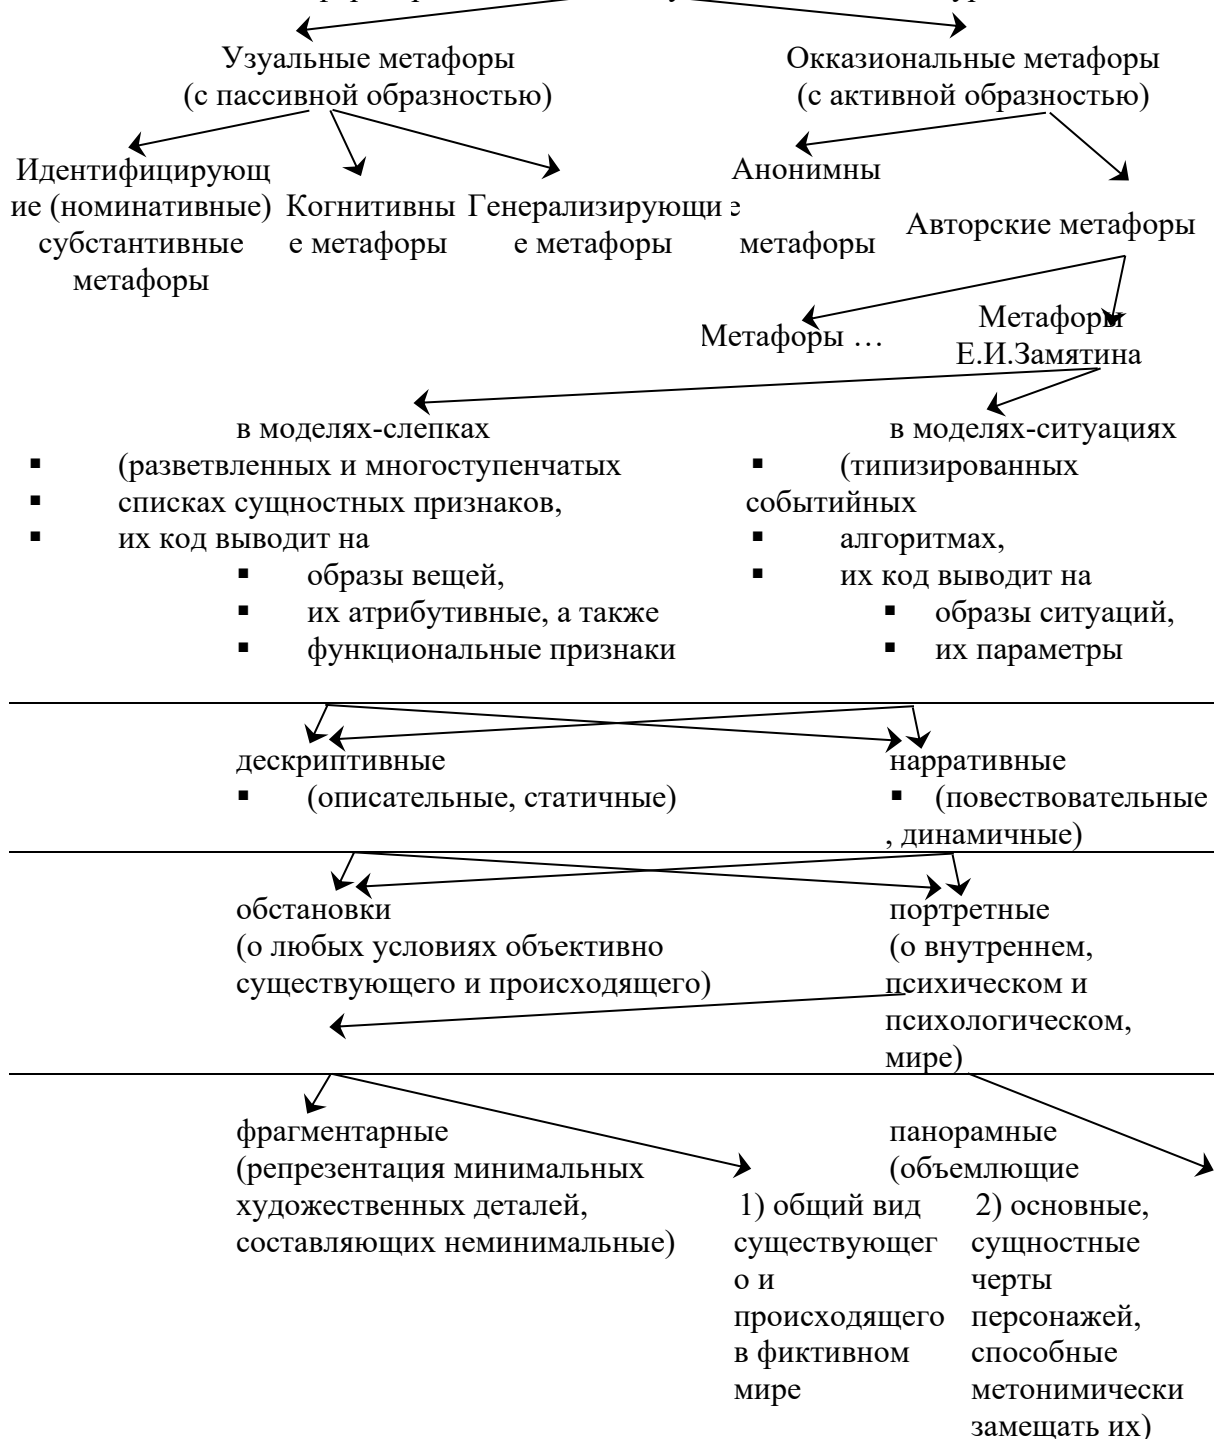 Узуальные метафоры
(с пассивной образностью)
Окказиональные метафоры
(с активной образностью)
Идентифицирующ
ие (номинативные)
субстантивные
метафоры
Когнитивны
е метафоры
Генерализирующи
е метафоры
Анонимны
е
метафоры
Авторские метафоры
Метафоры …
Метафоры
Е.И.Замятина
в моделях-слепках
▪ (разветвленных и многоступенчатых
▪ списках сущностных признаков,
▪ их код выводит на
▪ образы вещей,
▪ их атрибутивные, а также
▪ функциональные признаки
в моделях-ситуациях
▪ (типизированных
событийных
▪ алгоритмах,
▪ их код выводит на
▪ образы ситуаций,
▪ их параметры
дескриптивные
▪ (описательные, статичные)
нарративные
▪ (повествовательные
, динамичные)
обстановки
(о любых условиях объективно
существующего и происходящего)
портретные
(о внутреннем,
психическом и
психологическом,
мире)
фрагментарные
(репрезентация минимальных
художественных деталей,
составляющих неминимальные)
панорамные
(объемлющие
1) общий вид
существующег
о и
происходящего
в фиктивном
мире
2) основные,
сущностные
черты
персонажей,
способные
метонимически
замещать их)